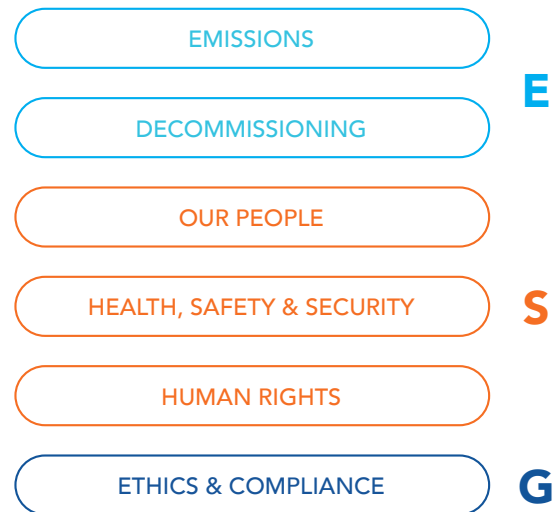 EMISSIONS
E
DECOMMISSIONING
OUR PEOPLE
HEALTH, SAFETY & SECURITY
S
HUMAN RIGHTS
ETHICS & COMPLIANCE
G